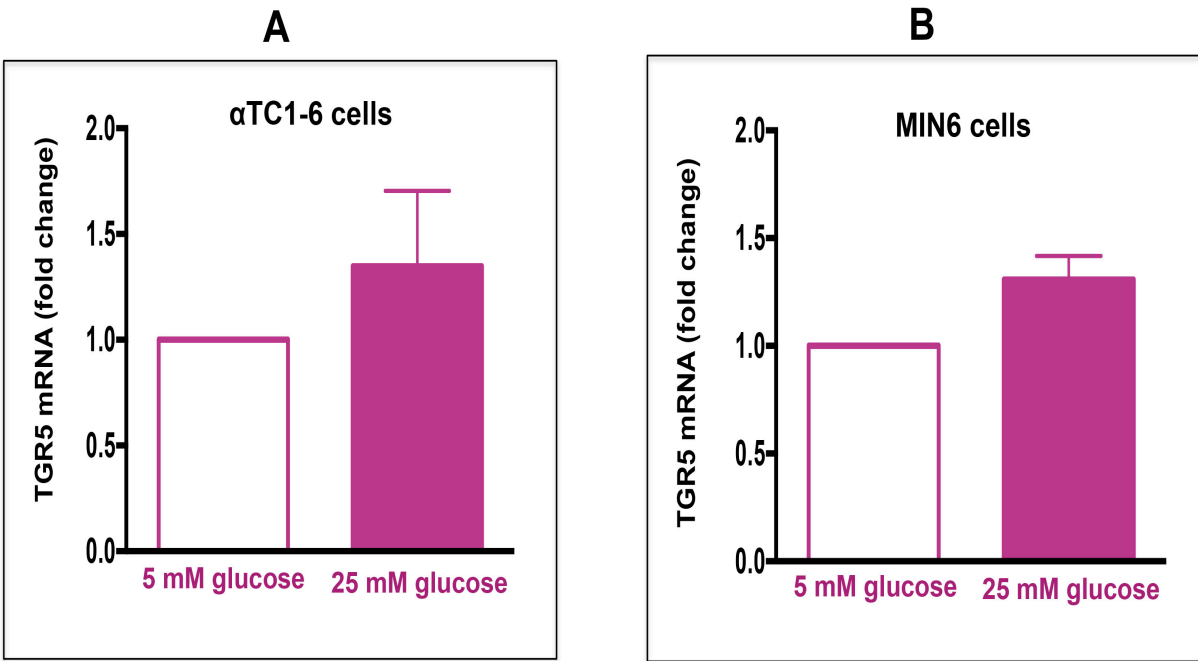 A
αTC1-6 cells
TGR5 mRNA (fold change)
2.0
1.5
1.0
0.5
0.0
5 mM glucose
25 mM glucose
B
MIN6 cells
TGR5 mRNA (fold change)
2.0
1.5
1.0
0.5
0.0
5 mM glucose
25 mM glucose